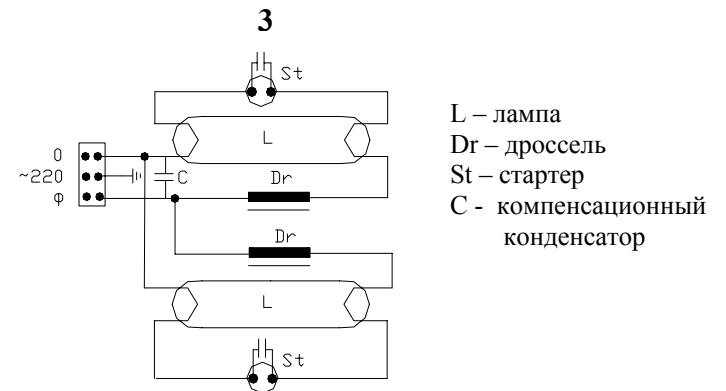 3
St
L
0
~220
Φ
C
Dr
Dr
L
St
L – лампа
Dr – дроссель
St – стартер
C - компенсационный
конденсатор